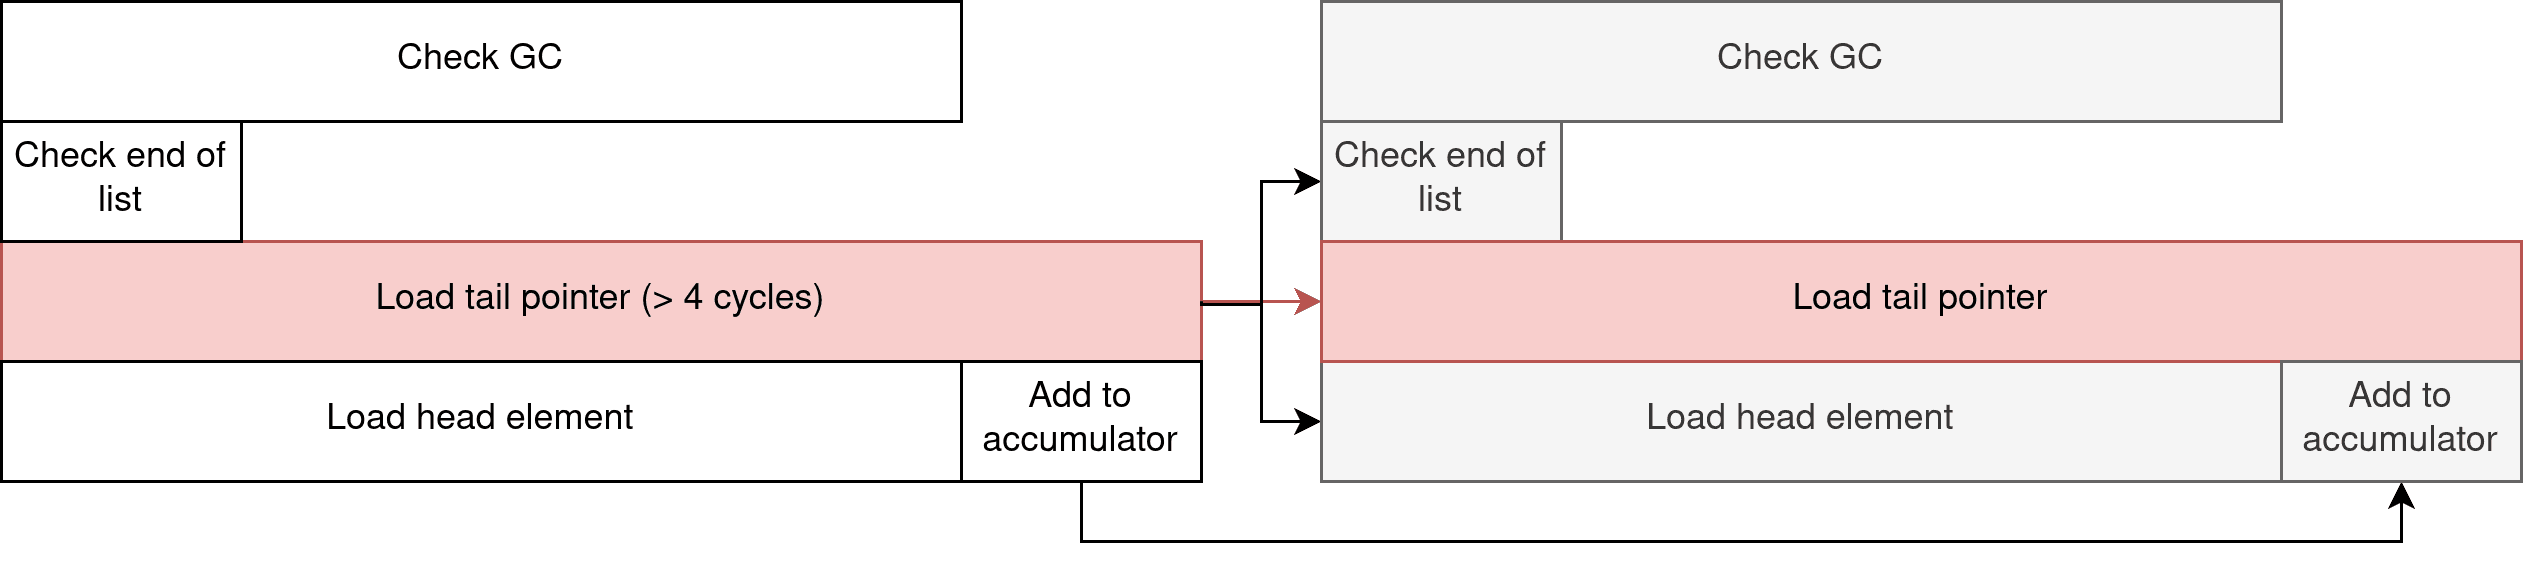 Check GC
Check end of
list
Load tail pointer (> 4 cycles)
Load head element
Add to
accumulator
Check GC
Check end of
list
Load tail pointer
Load head element
Add to
accumulator